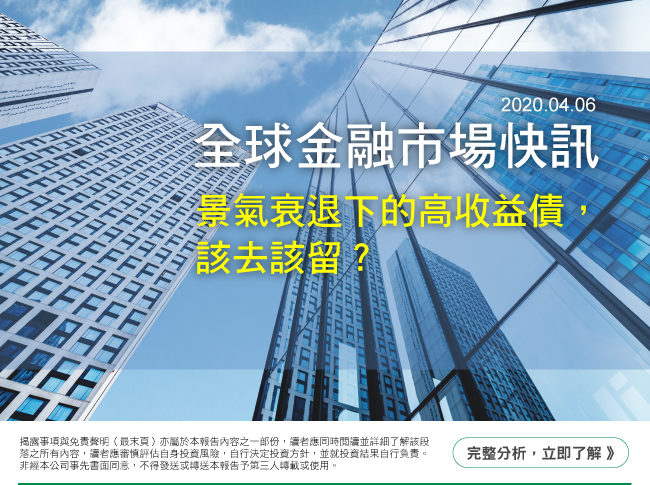 2020.04.06
全球金融市場快訊
景氣衰退下的高收益債，
該去該留？
揭露事項與免責聲明（最末頁）亦屬於本報告內容之一部份，讀者應同時閱讀並詳細了解該段
落之所有內容，讀者應審慎評估自身投資風險，自行決定投資方針，並就投資結果自行負責。
非經本公司事先書面同意，不得發送或轉送本報告予第三人轉載或使用。
完整分析，立即了解 》